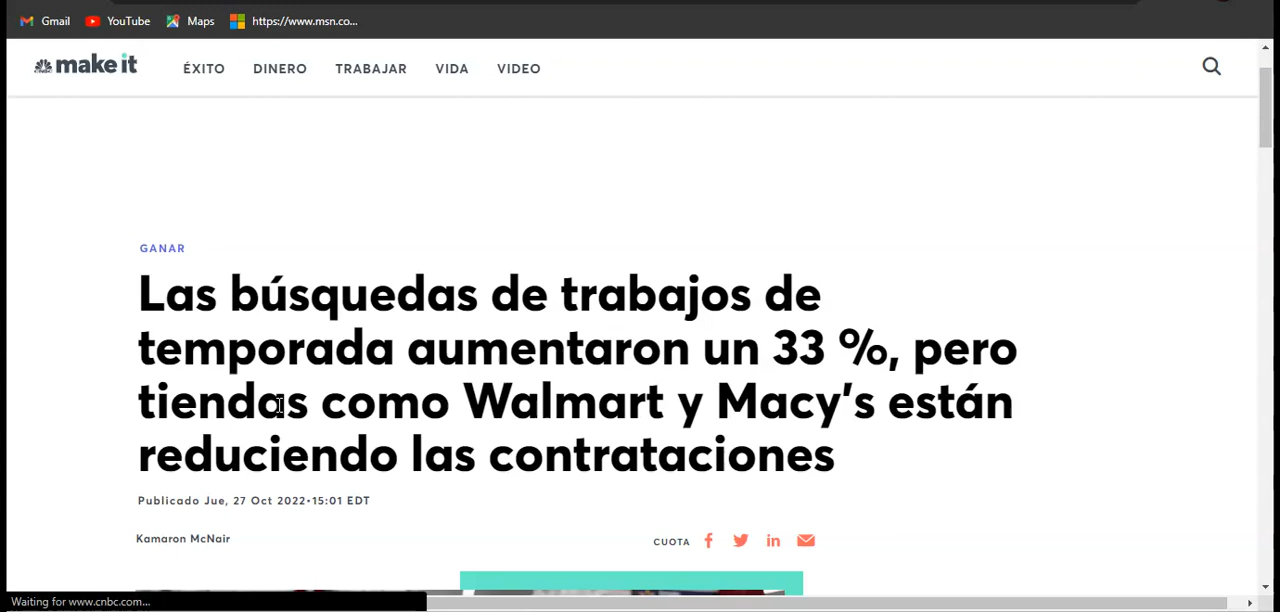 Gmail YouTube Maps https://www.msn.co...
make it ÉXITO DINERO TRABAJAR VIDA VIDEO
GANAR
Las búsquedas de trabajos de
temporada aumentaron un 33 %, pero
tiendas como Walmart y Macy's están
reduciendo las contrataciones
Publicado Jue, 27 Oct 2022•15:01 EDT
Kamaron McNair
CUOTA
Waiting for www.cnbc.com...